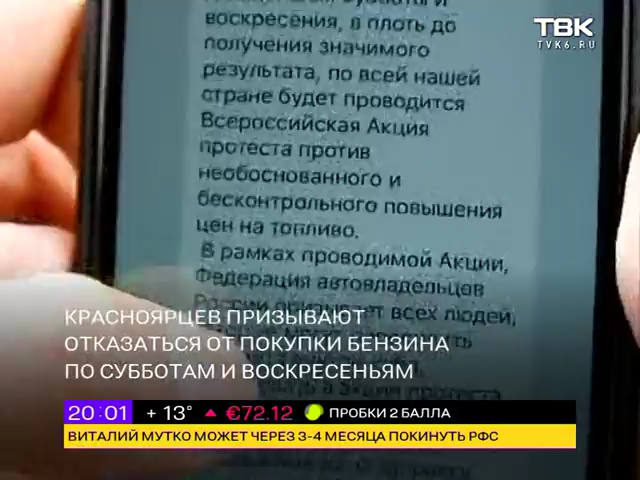 ТВК
TVK6.RU
воскресения, в плоть до
получения значимого
результата, по всей нашей
стране будет проводится
Всероссийская Акция
протеста против
необоснованного и
бесконтрольного повышения
цен на топливо.
В рамках проводимой Акции,
Федерация автовладельцев
России призывает всех людей,
КРАСНОЯРЦЕВ ПРИЗЫВАЮТ
ОТКАЗАТЬСЯ ОТ ПОКУПКИ БЕНЗИНА
ПО СУББОТАМ И ВОСКРЕСЕНЬЯМ
20:01 + 13° ▲ €72.12 ПРОБКИ 2 БАЛЛА
ВИТАЛИЙ МУТКО МОЖЕТ ЧЕРЕЗ 3-4 МЕСЯЦА ПОКИНУТЬ РФС